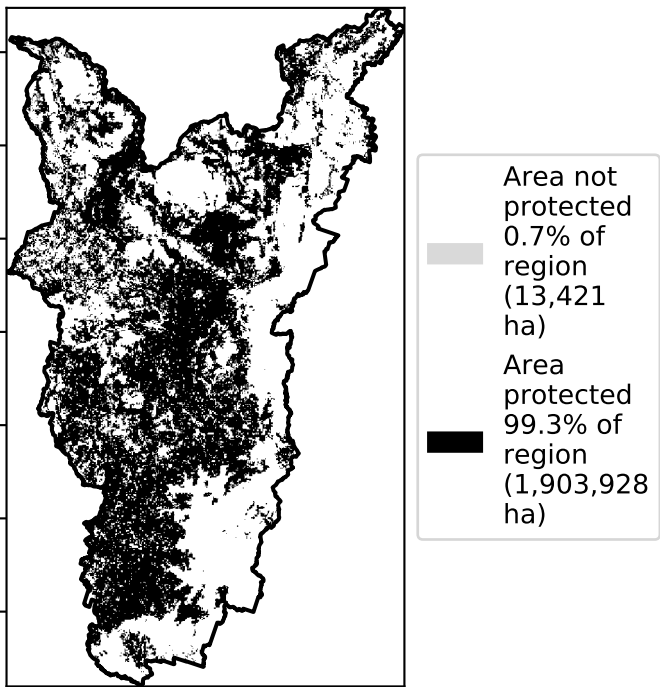 Area not
protected
0.7% of
region
(13,421
ha)
Area
protected
99.3% of
region
(1,903,928
ha)